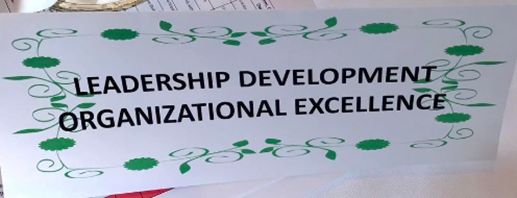 LEADERSHIP DEVELOPMENT
ORGANIZATIONAL EXCELLENCE